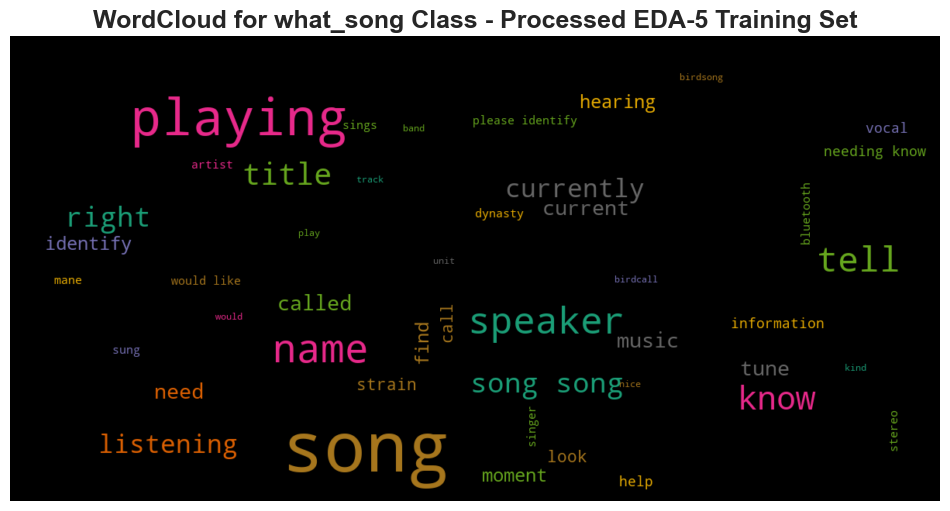 WordCloud for what_song Class - Processed EDA-5 Training Set
birdsong
hearing
playing
sings
band
please identify
vocal
needing know
artist
title
track
currently
current
dynasty
bluetooth
right
identify
play
tell
unit
mane
would like
birdcall
called
would
call
find
speaker
music
information
name
sung
tune
kind
need
strain
song song
nice
know
singer
stereo
listening
song
look
moment
help